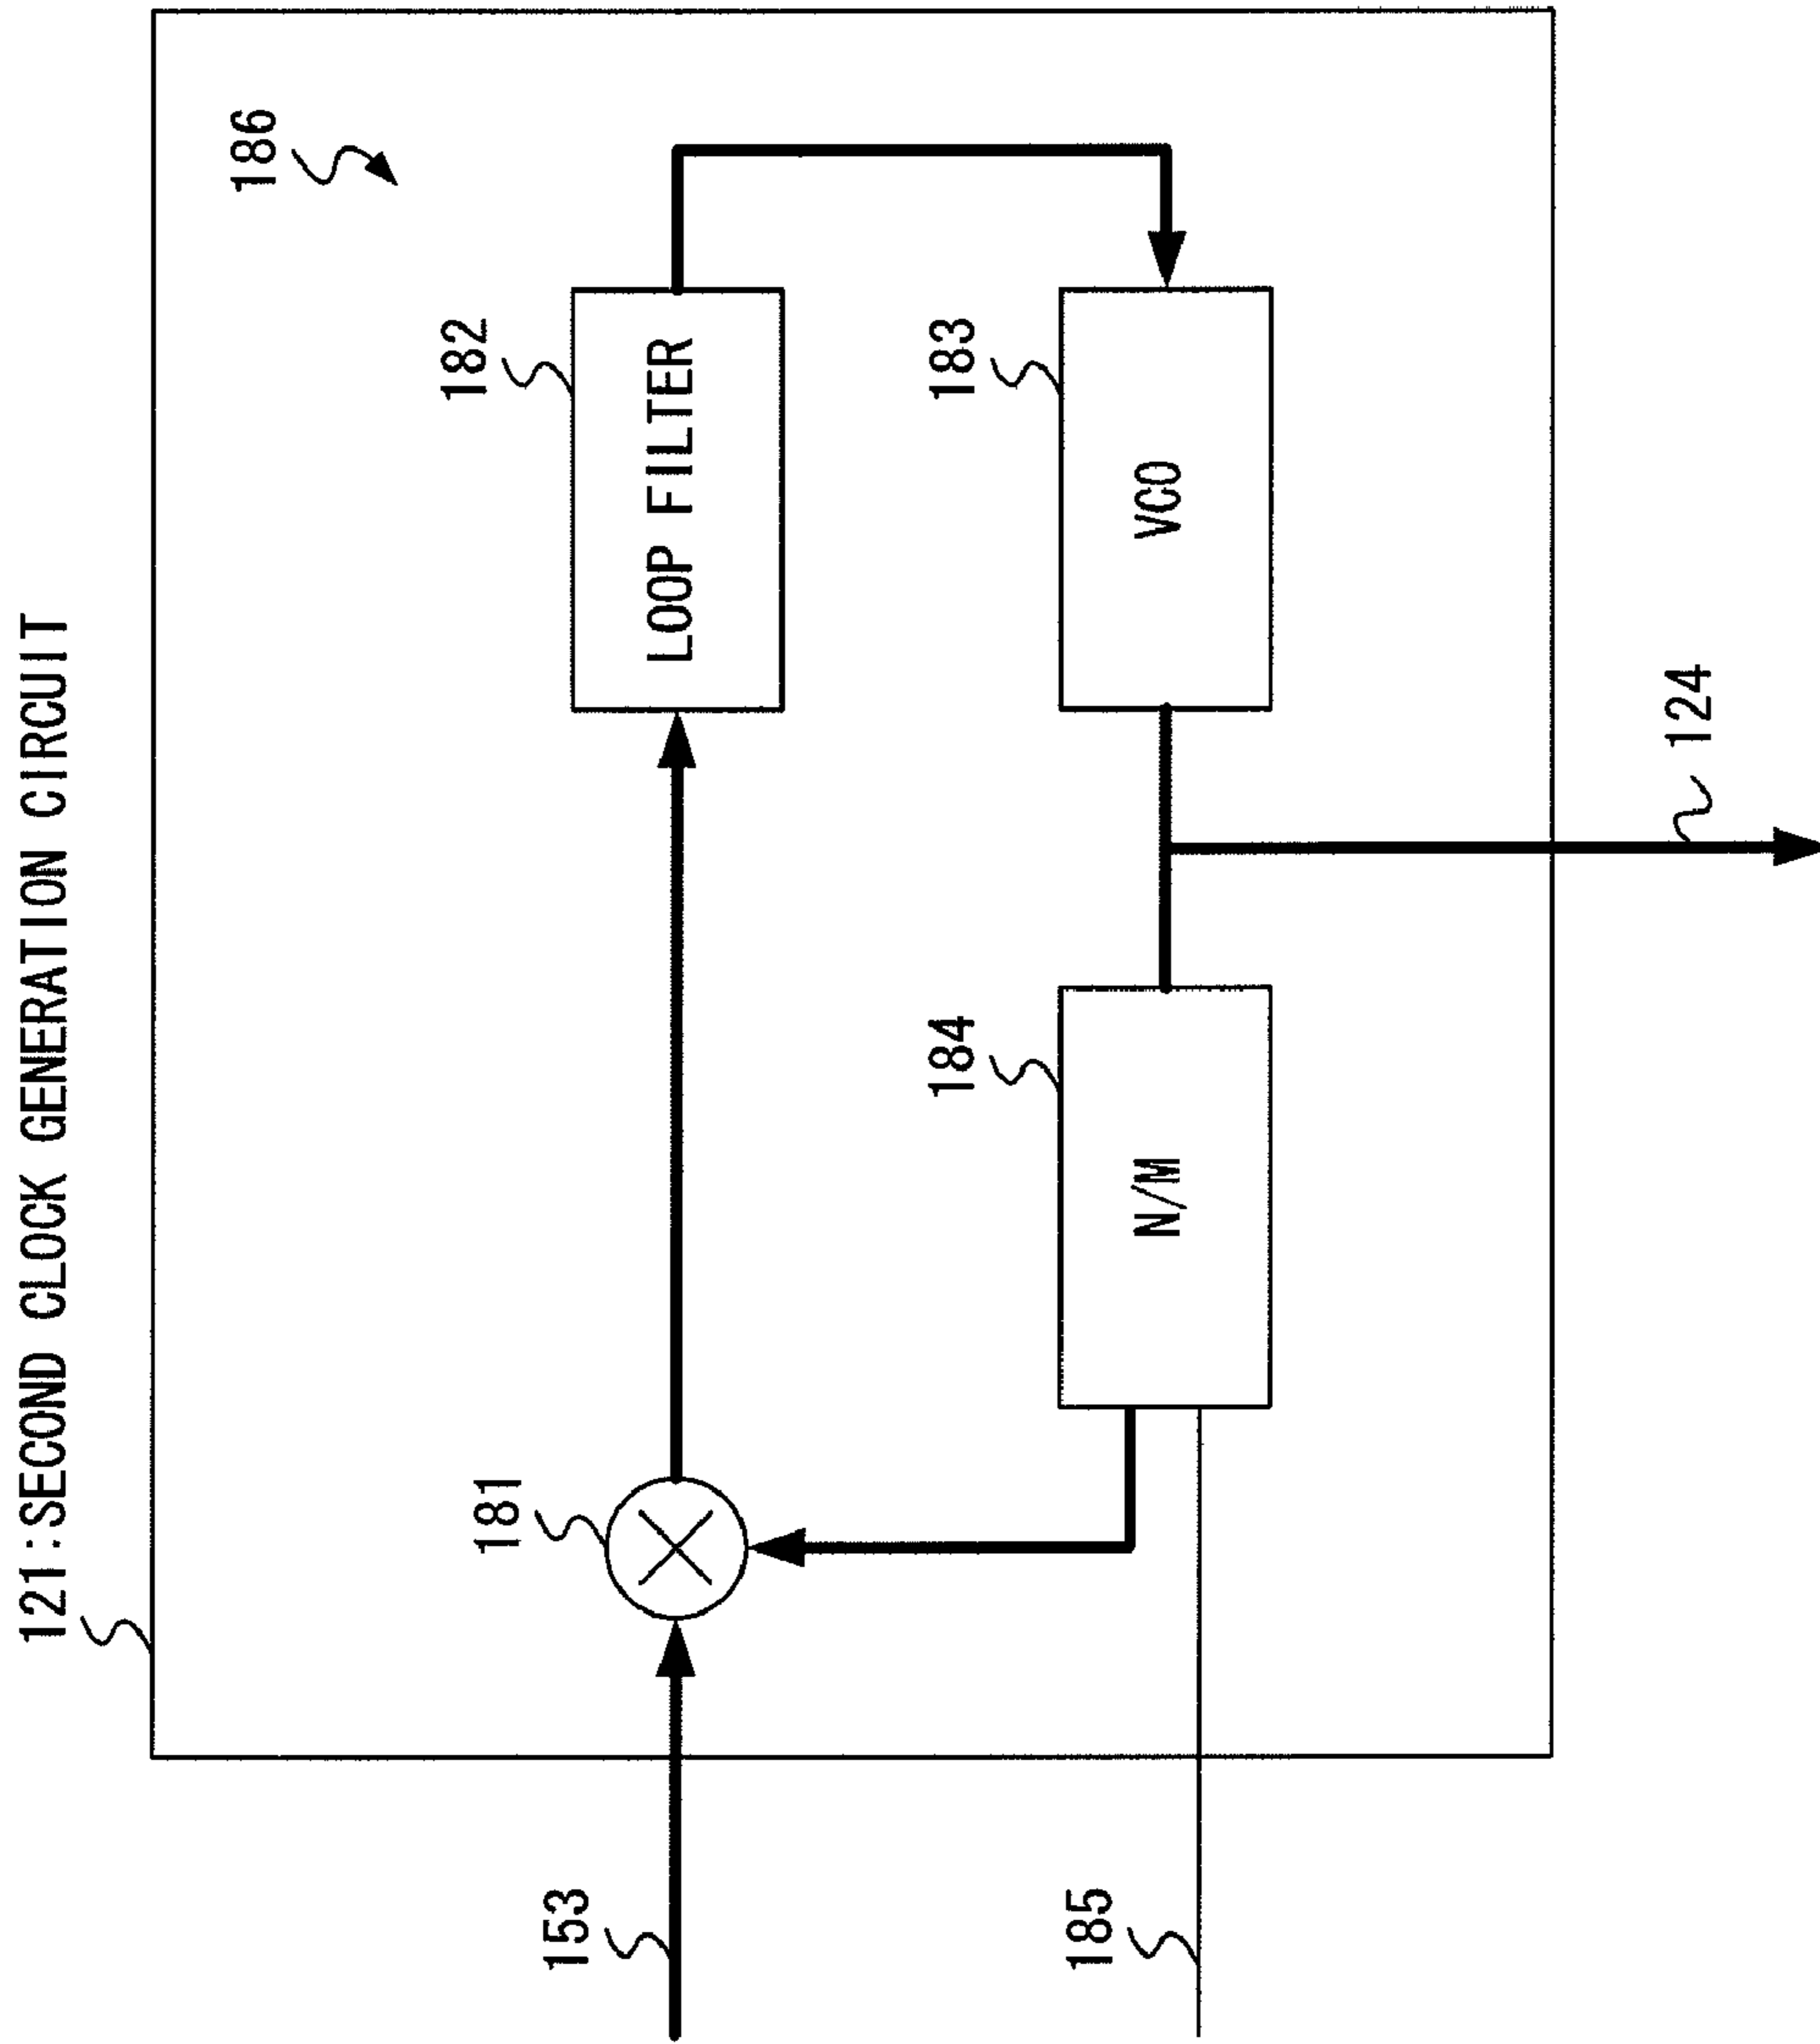 121:SECOND CLOCK GENERATION CIRCUIT
186
182
LOOP FILTER
181
153
183
VCO
184
N/M
185
124